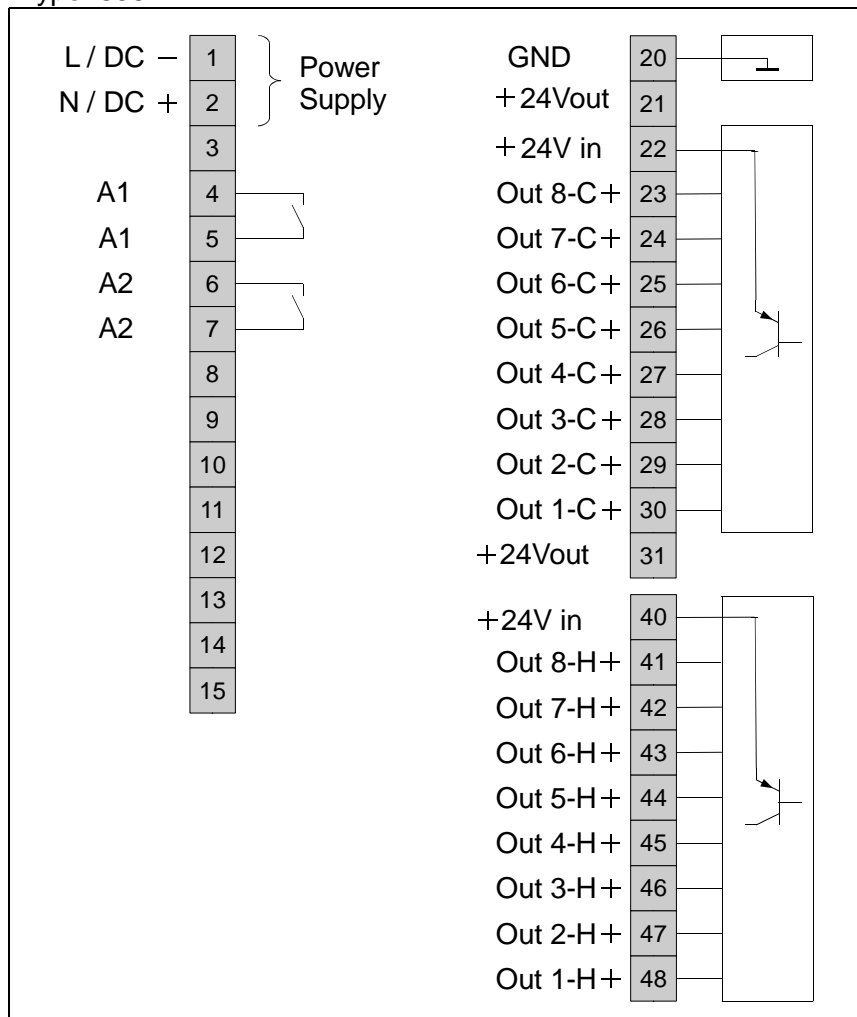 L / DC − 1
N / DC + 2
Power
Supply
3
A1 4
A1 5
A2 6
A2 7
8
9
10
11
12
13
14
15
GND 20
+24Vout 21
+24V in 22
Out 8-C+ 23
Out 7-C+ 24
Out 6-C+ 25
Out 5-C+ 26
Out 4-C+ 27
Out 3-C+ 28
Out 2-C+ 29
Out 1-C+ 30
+24Vout 31
+24V in 40
Out 8-H+ 41
Out 7-H+ 42
Out 6-H+ 43
Out 5-H+ 44
Out 4-H+ 45
Out 3-H+ 46
Out 2-H+ 47
Out 1-H+ 48